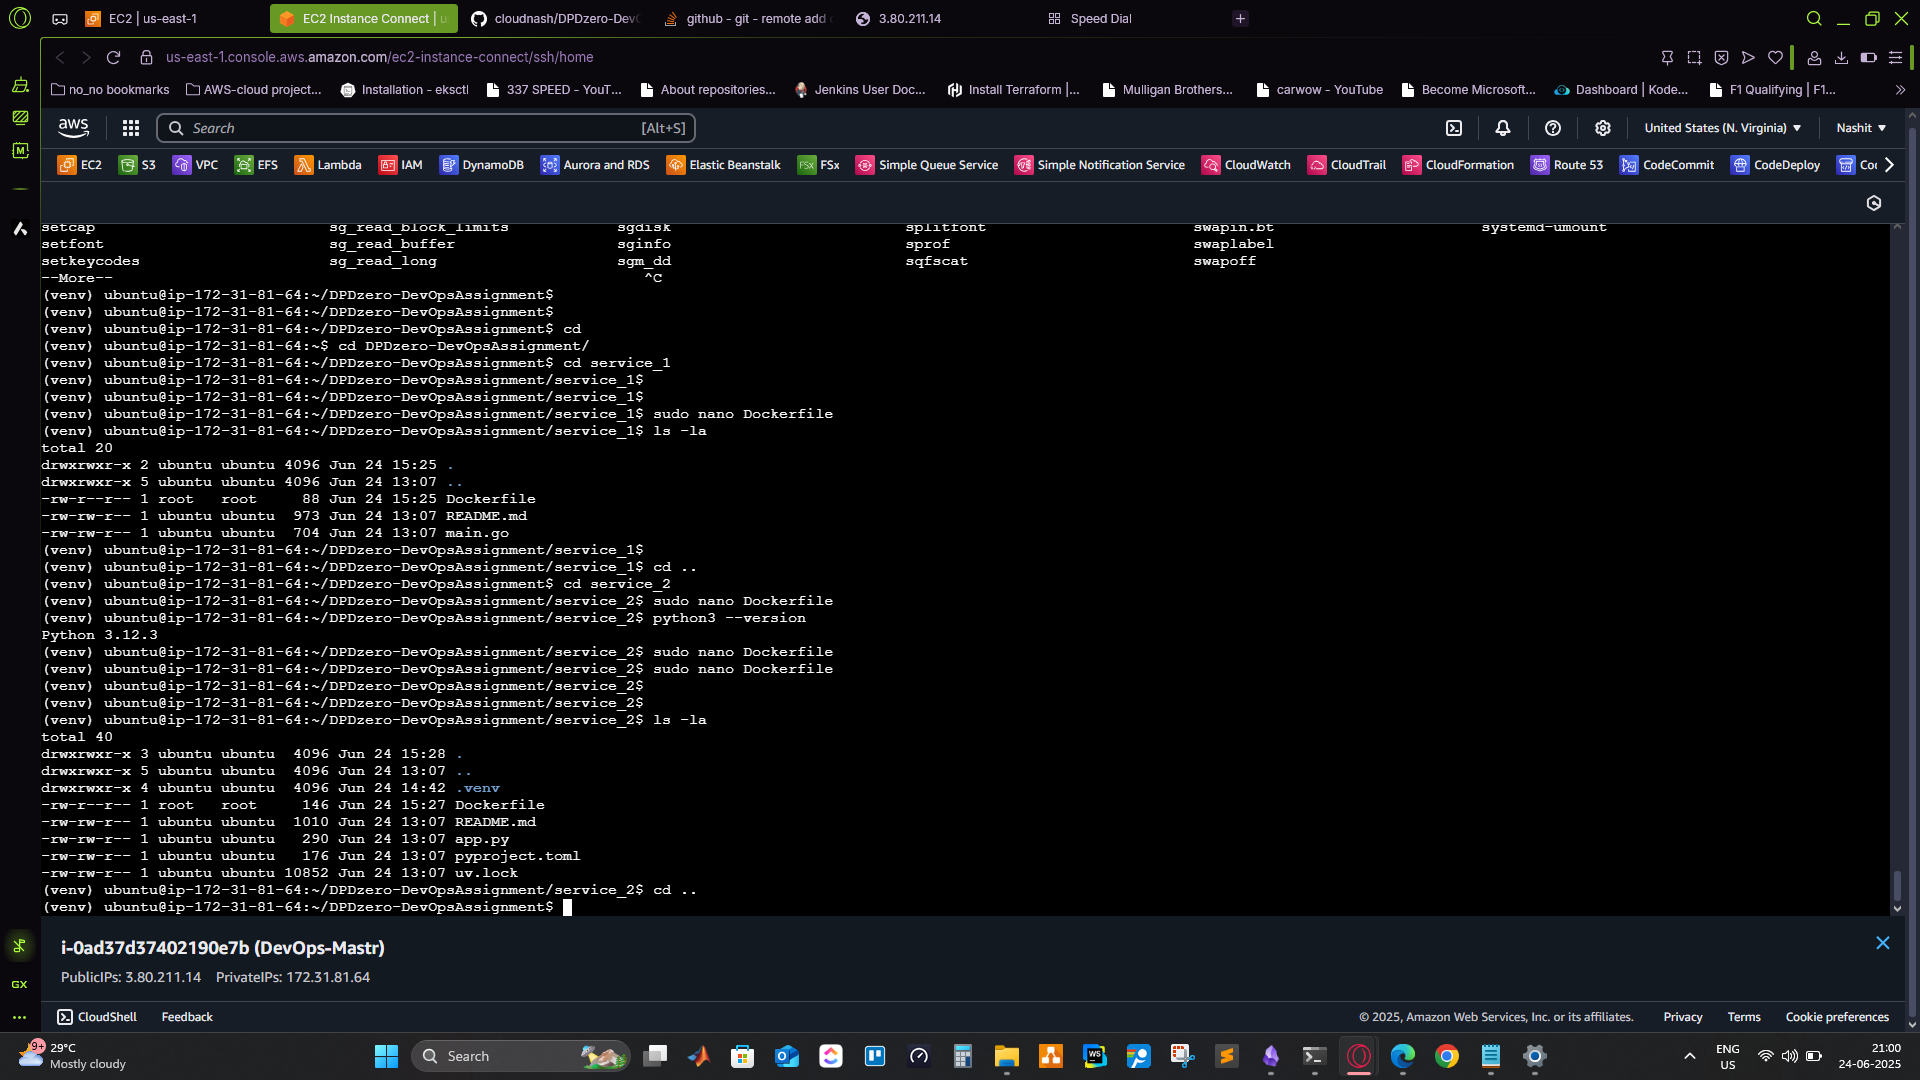 EC2 | us-east-1
EC2 Instance Connect | u
cloudnash/DPDzero-DevO
github - git - remote add
3.80.211.14
Speed Dial
us-east-1.console.aws.amazon.com/ec2-instance-connect/ssh/home
no_no bookmarks
AWS-cloud project...
Installation - eksctl
337 SPEED - YouT...
About repositories...
Jenkins User Doc...
Install Terraform |...
Mulligan Brothers...
carwow - YouTube
Become Microsoft...
Dashboard | Kode...
F1 Qualifying | F1...
aws
Search
[Alt+S]
United States (N. Virginia)
Nashit
EC2
S3
VPC
EFS
Lambda
IAM
DynamoDB
Aurora and RDS
Elastic Beanstalk
FSx
Simple Queue Service
Simple Notification Service
CloudWatch
CloudTrail
CloudFormation
Route 53
CodeCommit
CodeDeploy
Co
setcap sg_read_block_limits sgdisk splitfont swapin.bt systemd-umount
setfont sg_read_buffer sginfo sprof swaplabel
setkeycodes sg_read_long sgm_dd sqfscat swapoff
--More-- ^C
(venv) ubuntu@ip-172-31-81-64:~/DPDzero-DevOpsAssignment$
(venv) ubuntu@ip-172-31-81-64:~/DPDzero-DevOpsAssignment$
(venv) ubuntu@ip-172-31-81-64:~/DPDzero-DevOpsAssignment$ cd
(venv) ubuntu@ip-172-31-81-64:~$ cd DPDzero-DevOpsAssignment/
(venv) ubuntu@ip-172-31-81-64:~/DPDzero-DevOpsAssignment$ cd service_1
(venv) ubuntu@ip-172-31-81-64:~/DPDzero-DevOpsAssignment/service_1$
(venv) ubuntu@ip-172-31-81-64:~/DPDzero-DevOpsAssignment/service_1$
(venv) ubuntu@ip-172-31-81-64:~/DPDzero-DevOpsAssignment/service_1$ sudo nano Dockerfile
(venv) ubuntu@ip-172-31-81-64:~/DPDzero-DevOpsAssignment/service_1$ ls -la
total 20
drwxrwxr-x 2 ubuntu ubuntu 4096 Jun 24 15:25 .
drwxrwxr-x 5 ubuntu ubuntu 4096 Jun 24 13:07 ..
-rw-r--r-- 1 root root 88 Jun 24 15:25 Dockerfile
-rw-rw-r-- 1 ubuntu ubuntu 973 Jun 24 13:07 README.md
-rw-rw-r-- 1 ubuntu ubuntu 704 Jun 24 13:07 main.go
(venv) ubuntu@ip-172-31-81-64:~/DPDzero-DevOpsAssignment/service_1$
(venv) ubuntu@ip-172-31-81-64:~/DPDzero-DevOpsAssignment/service_1$ cd ..
(venv) ubuntu@ip-172-31-81-64:~/DPDzero-DevOpsAssignment$ cd service_2
(venv) ubuntu@ip-172-31-81-64:~/DPDzero-DevOpsAssignment/service_2$ sudo nano Dockerfile
(venv) ubuntu@ip-172-31-81-64:~/DPDzero-DevOpsAssignment/service_2$ python3 --version
Python 3.12.3
(venv) ubuntu@ip-172-31-81-64:~/DPDzero-DevOpsAssignment/service_2$ sudo nano Dockerfile
(venv) ubuntu@ip-172-31-81-64:~/DPDzero-DevOpsAssignment/service_2$ sudo nano Dockerfile
(venv) ubuntu@ip-172-31-81-64:~/DPDzero-DevOpsAssignment/service_2$
(venv) ubuntu@ip-172-31-81-64:~/DPDzero-DevOpsAssignment/service_2$
(venv) ubuntu@ip-172-31-81-64:~/DPDzero-DevOpsAssignment/service_2$ ls -la
total 40
drwxrwxr-x 3 ubuntu ubuntu 4096 Jun 24 15:28 .
drwxrwxr-x 5 ubuntu ubuntu 4096 Jun 24 13:07 ..
drwxrwxr-x 4 ubuntu ubuntu 4096 Jun 24 14:42 .venv
-rw-r--r-- 1 root root 146 Jun 24 15:27 Dockerfile
-rw-rw-r-- 1 ubuntu ubuntu 1010 Jun 24 13:07 README.md
-rw-rw-r-- 1 ubuntu ubuntu 290 Jun 24 13:07 app.py
-rw-rw-r-- 1 ubuntu ubuntu 176 Jun 24 13:07 pyproject.toml
-rw-rw-r-- 1 ubuntu ubuntu 10852 Jun 24 13:07 uv.lock
(venv) ubuntu@ip-172-31-81-64:~/DPDzero-DevOpsAssignment/service_2$ cd ..
(venv) ubuntu@ip-172-31-81-64:~/DPDzero-DevOpsAssignment$
i-0ad37d37402190e7b (DevOps-Mastr)
PublicIPs: 3.80.211.14 PrivateIPs: 172.31.81.64
GX
CloudShell
Feedback
© 2025, Amazon Web Services, Inc. or its affiliates.
Privacy
Terms
Cookie preferences
9+
29°C
Mostly cloudy
Search
WS
ENG
US
21:00
24-06-2025